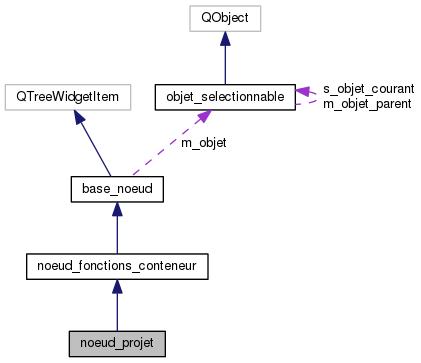 QObject
QTreeWidgetItem
objet_selectionnable
s_objet_courant
m_objet_parent
m_objet
base_noeud
noeud_fonctions_conteneur
noeud_projet